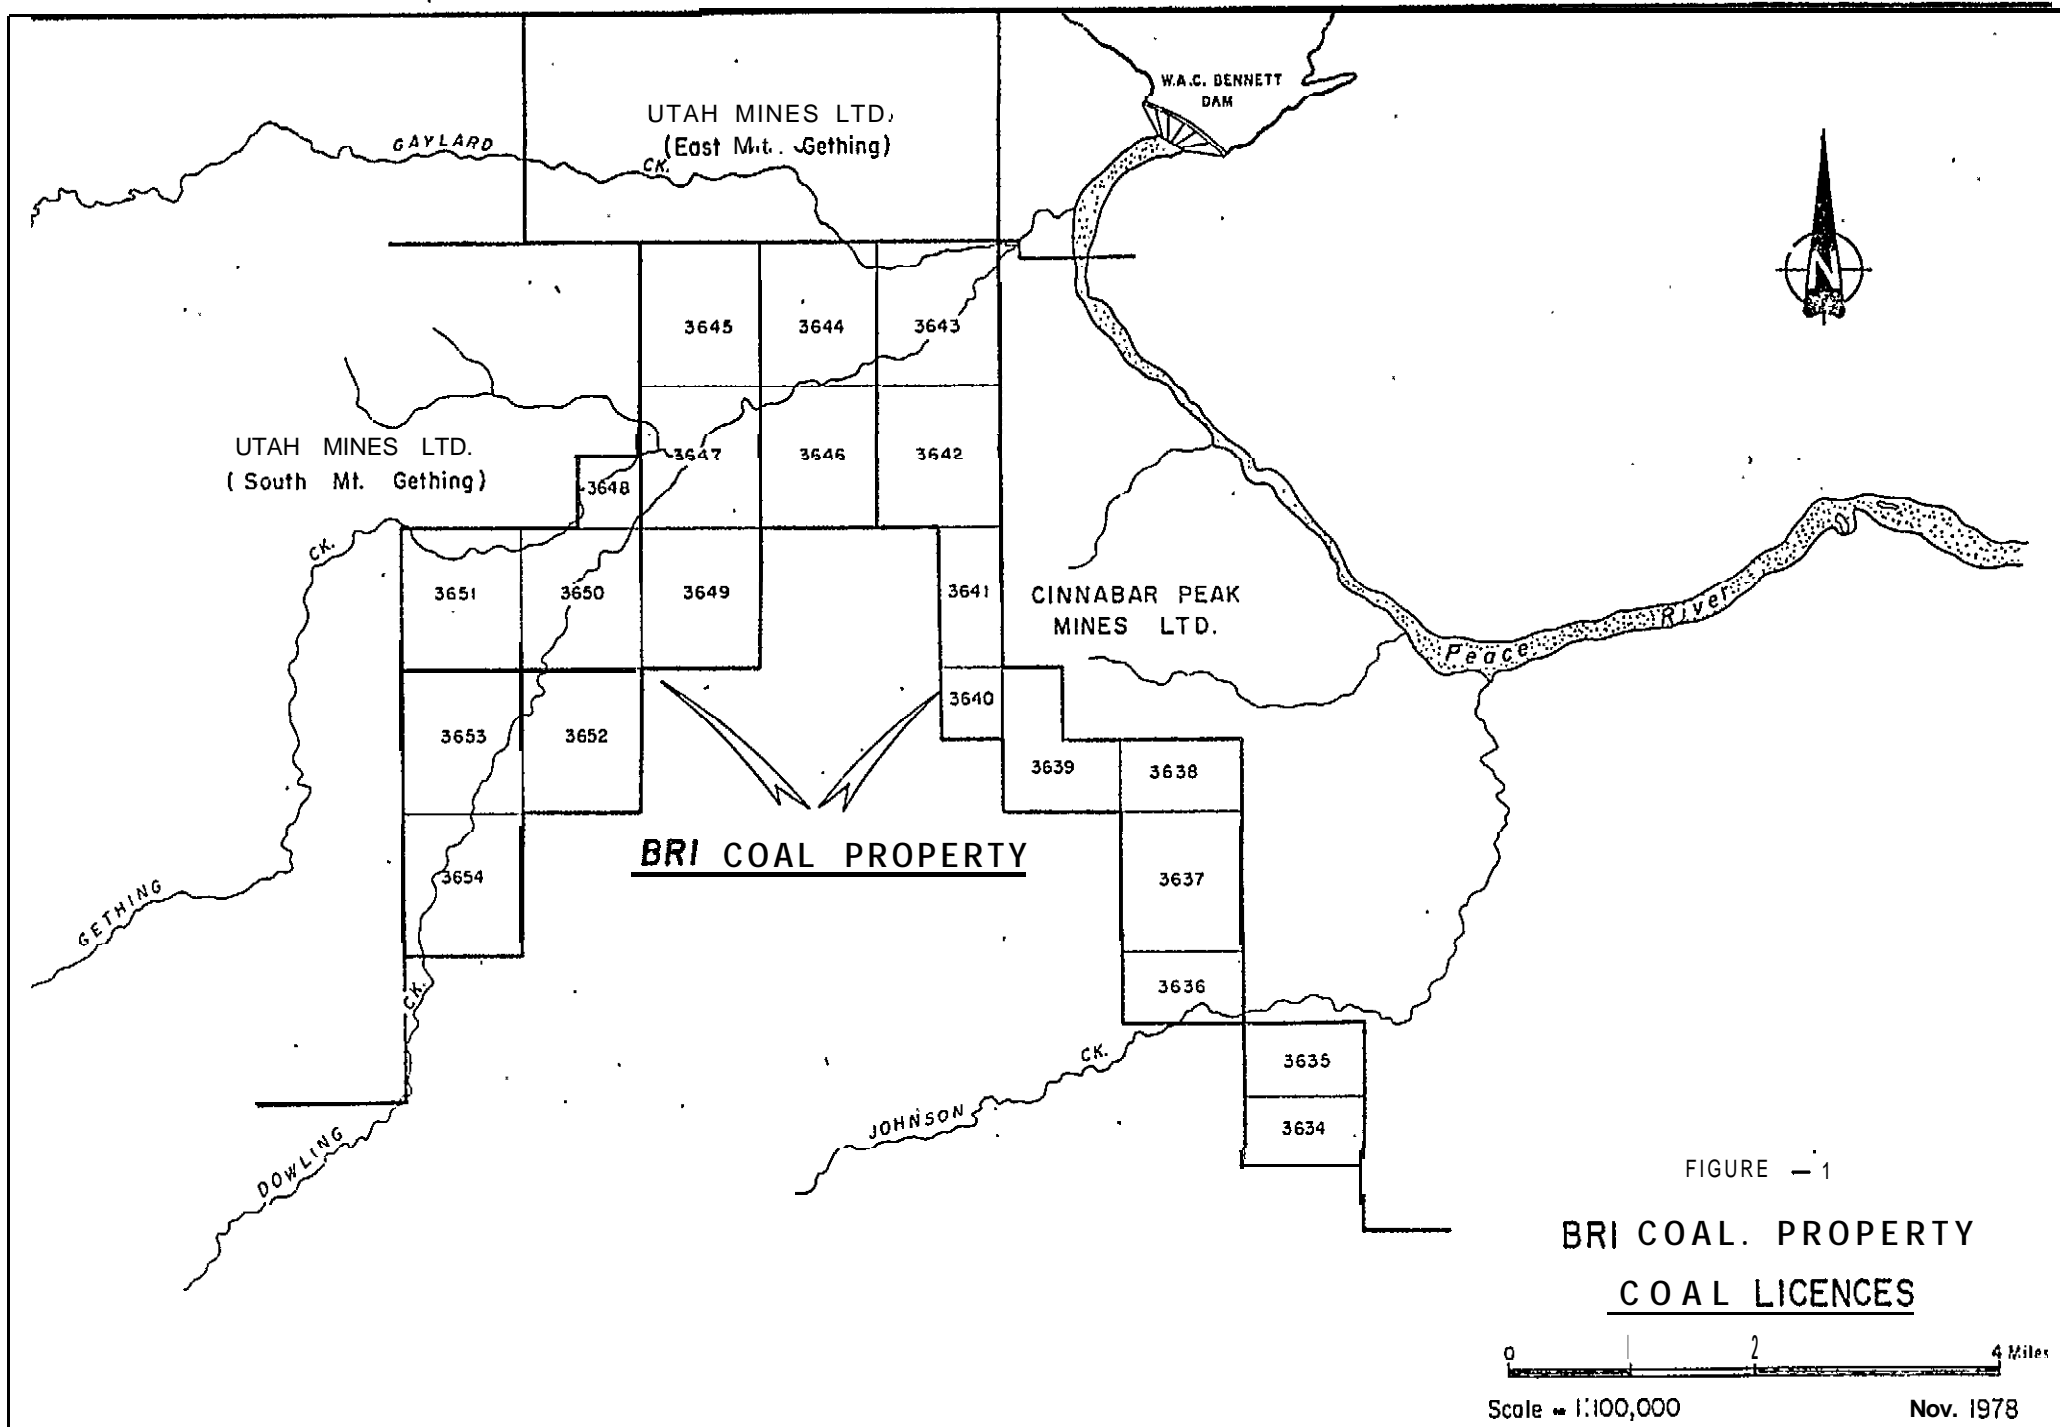 W.A.C. BENNETT
DAM
UTAH MINES LTD.
(East Mt. Gething)
GAYLARD CK.
N
3645
3644
3643
UTAH MINES LTD.
(South Mt. Gething)
3647
3646
3642
3648
CK.
3651
3650
3649
3641
CINNABAR PEAK
MINES LTD.
Peace River
3640
3653
3652
3639
3638
BRI COAL PROPERTY
3654
3637
GETHING
CK.
3636
CK.
3635
JOHNSON
3634
DOWLING
FIGURE - 1
BRI COAL. PROPERTY
COAL LICENCES
0 2 4 Miles
Scale - 1:100,000
Nov. 1978